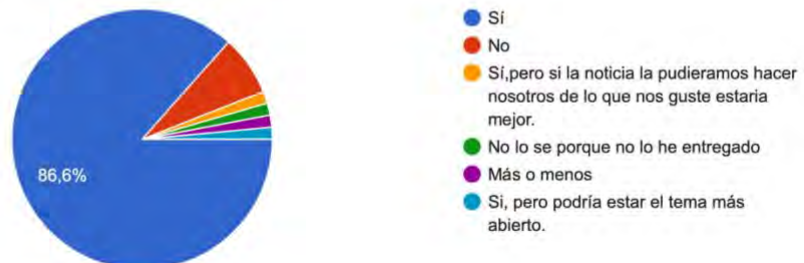 86,6%
Sí
No
Sí,pero si la noticia la pudieramos hacer
nosotros de lo que nos guste estaria
mejor.
No lo se porque no lo he entregado
Más o menos
Si, pero podría estar el tema más
abierto.